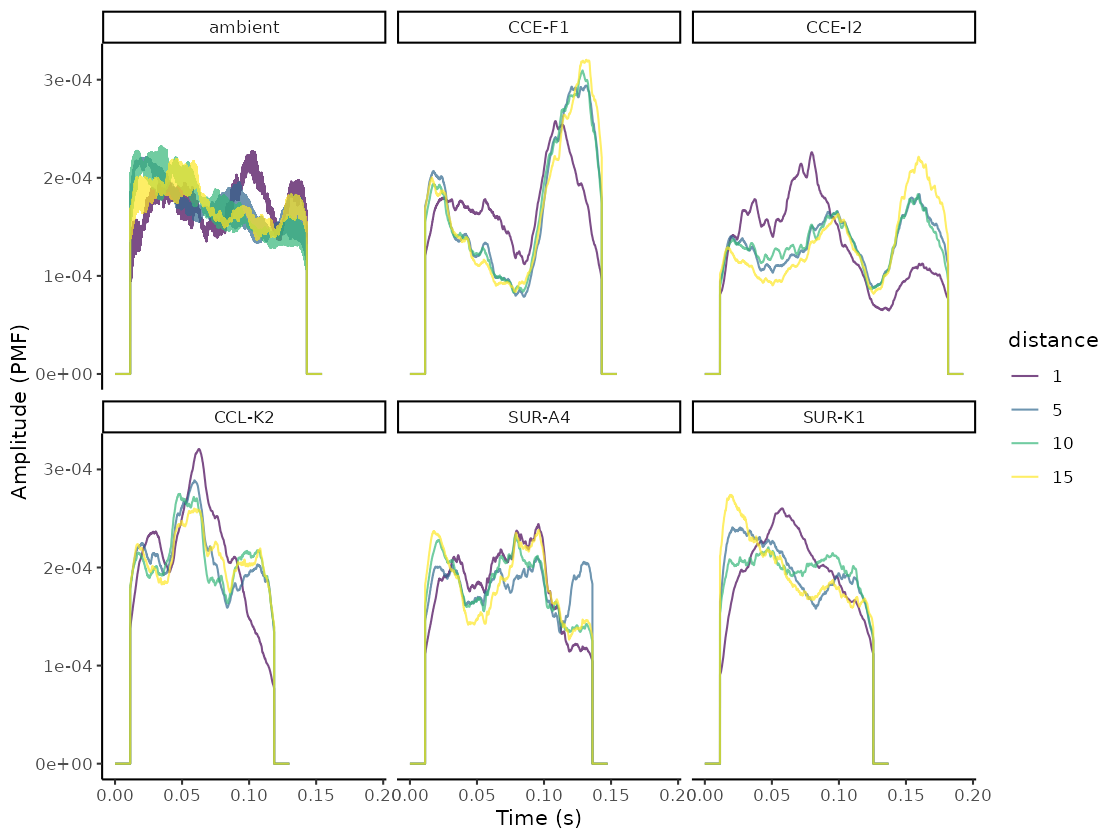 ambient CCE-F1 CCE-I2
3e-04
2e-04
1e-04
0e+00
CCL-K2 SUR-A4 SUR-K1
3e-04
2e-04
1e-04
0e+00
0.00 0.05 0.10 0.15 0.20 0.00 0.05 0.10 0.15 0.20 0.00 0.05 0.10 0.15 0.20
Time (s)
Amplitude (PMF)
distance
1
5
10
15